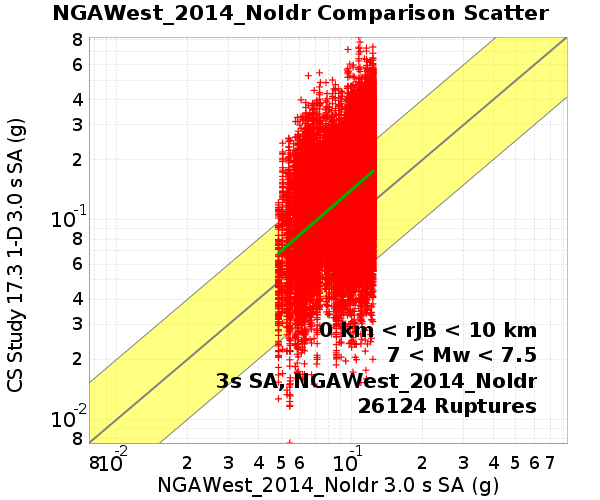 NGAWest_2014_NoIdr Comparison Scatter
CS Study 17.3 1-D 3.0 s SA (g)
8
6
4
3
2
10-1
8
6
4
3
2
10-2
8
0 km < rJB < 10 km
7 < Mw < 7.5
3s SA, NGAWest_2014_NoIdr
26124 Ruptures
8 10-2 2 3 4 5 6 10-1 2 3 4 5 6 7
NGAWest_2014_NoIdr 3.0 s SA (g)